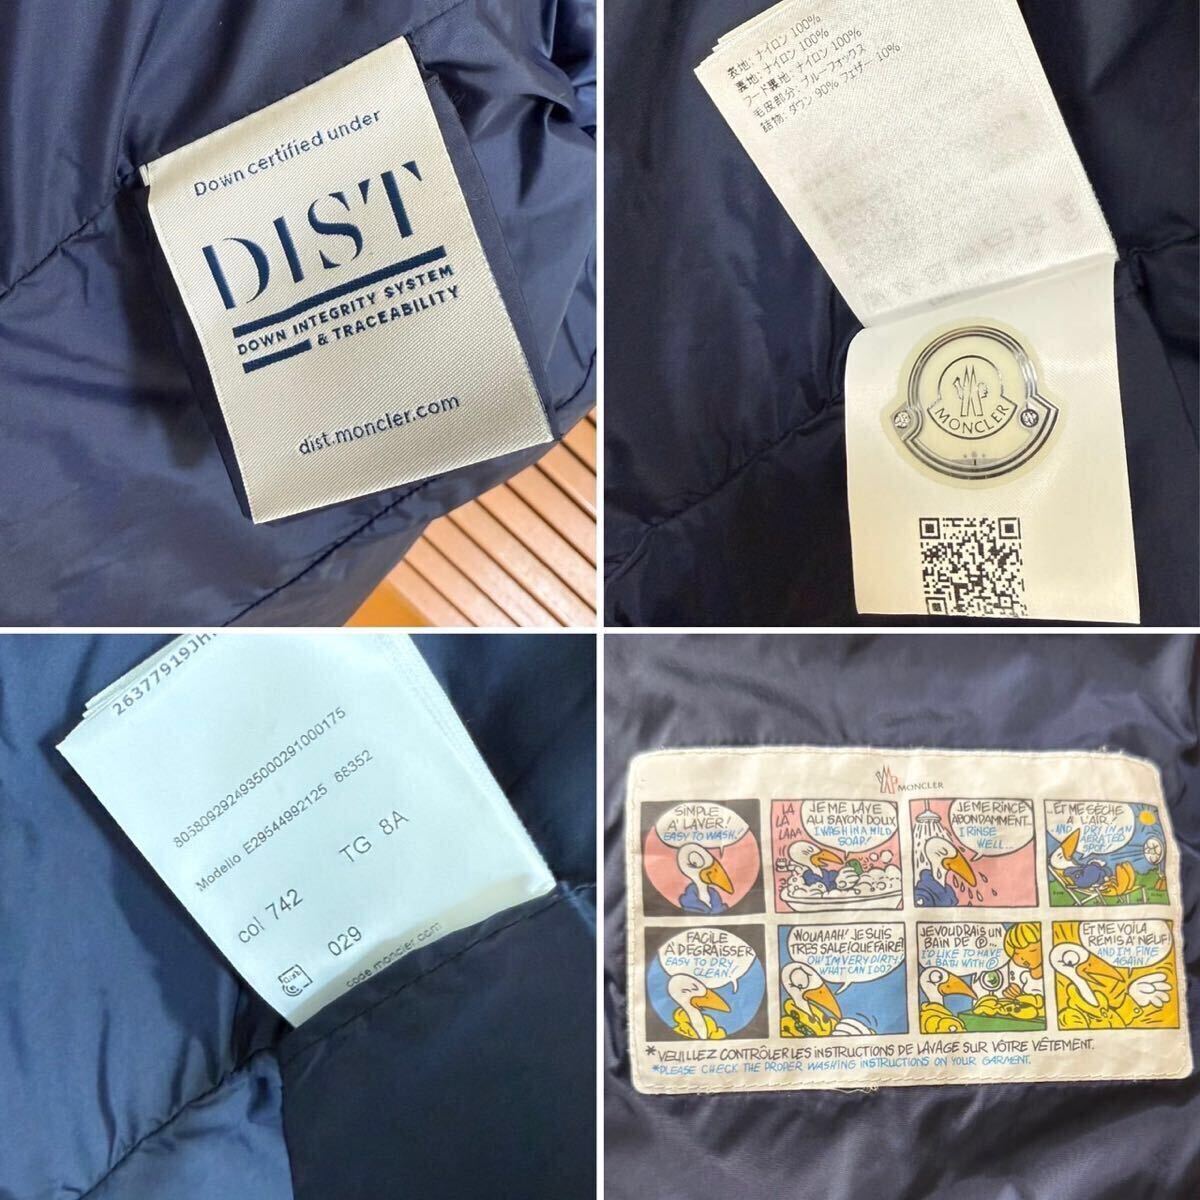 Down certified under
DIST
DOWN INTEGRITY SYSTEM
& TRACEABILITY
dist.moncler.com
表地: ナイロン 100%
裏地: ナイロン 100%
フード裏地: ナイロン 100%
毛皮部分: ブルーフォックス
詰物: ダウン 90% フェザー 10%
MONCLER
26377919JH
8058092924935000291000175
Modello E29544992125 68352
TG 8A
col 742
029
code.moncler.com
MONCLER
SIMPLE
A' LAVER!
EASY TO WASH!
LA
LA
LAAA
JE ME LAVE
AU SAVON DOUX
I WASH IN A MILD
SOAP!
JE ME RINCE
ABONDAMMENT.
I RINSE
WELL...
..ET ME SÈCHE
À L'AIR!
AND DRY IN AN
AERATED
SPOT!
FACILE
A' DEGRAISSER
EASY TO DRY
CLEAN!
WOUAAAH! JE SUIS
TRES SALE! QUE FAIRE?
OH! I'M VERY DIRTY!
WHAT CAN I DO?
JE VOUDRAIS UN
BAIN DE Ⓟ...
I'D LIKE TO HAVE
A BATH WITH Ⓟ
ET ME VOILA
REMIS A' NEUF!
AND I'M FINE
AGAIN!
*VEUILLEZ CONTRÔLER LES INSTRUCTIONS DE LAVAGE SUR VÔTRE VÊTEMENT.
*PLEASE CHECK THE PROPER WASHING INSTRUCTIONS ON YOUR GARMENT.